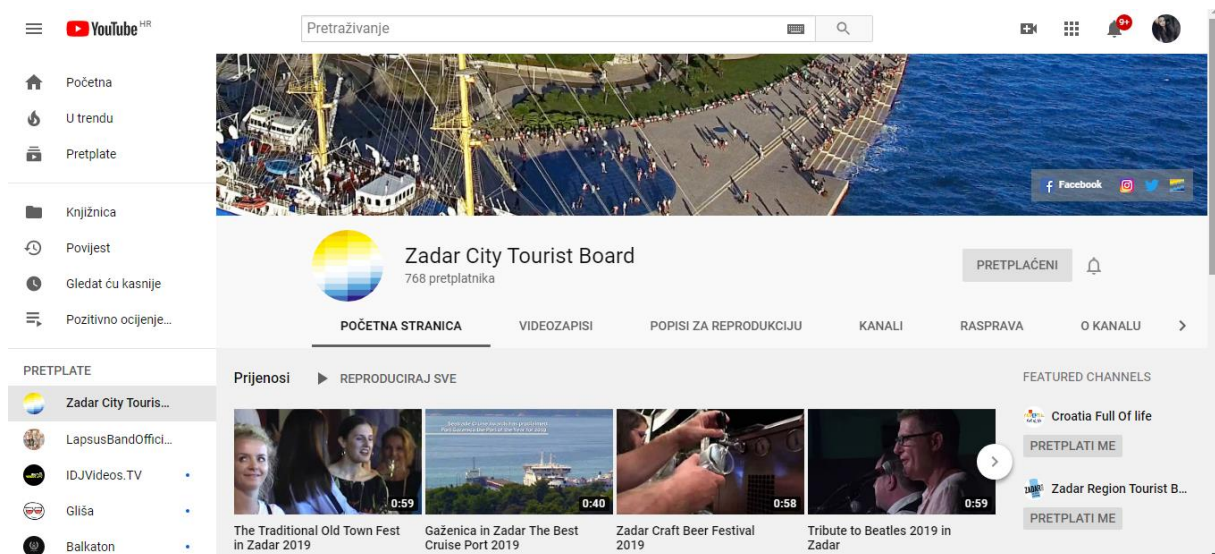 YouTube HR
Pretraživanje
9+
Početna
U trendu
Pretplate
Knjižnica
Povijest
Gledat ću kasnije
Pozitivno ocijenje...
PRETPLATE
Zadar City Touris...
LapsusBandOffici...
IDJVideos.TV
Gliša
Balkaton
Facebook
Zadar City Tourist Board
768 pretplatnika
PRETPLAĆENI
POČETNA STRANICA VIDEOZAPISI POPISI ZA REPRODUKCIJU KANALI RASPRAVA O KANALU
Prijenosi REPRODUCIRAJ SVE
0:59
The Traditional Old Town Fest
in Zadar 2019
0:40
Gaženica in Zadar The Best
Cruise Port 2019
0:58
Zadar Craft Beer Festival
2019
0:59
Tribute to Beatles 2019 in
Zadar
FEATURED CHANNELS
Croatia Full Of life
PRETPLATI ME
Zadar Region Tourist B...
PRETPLATI ME